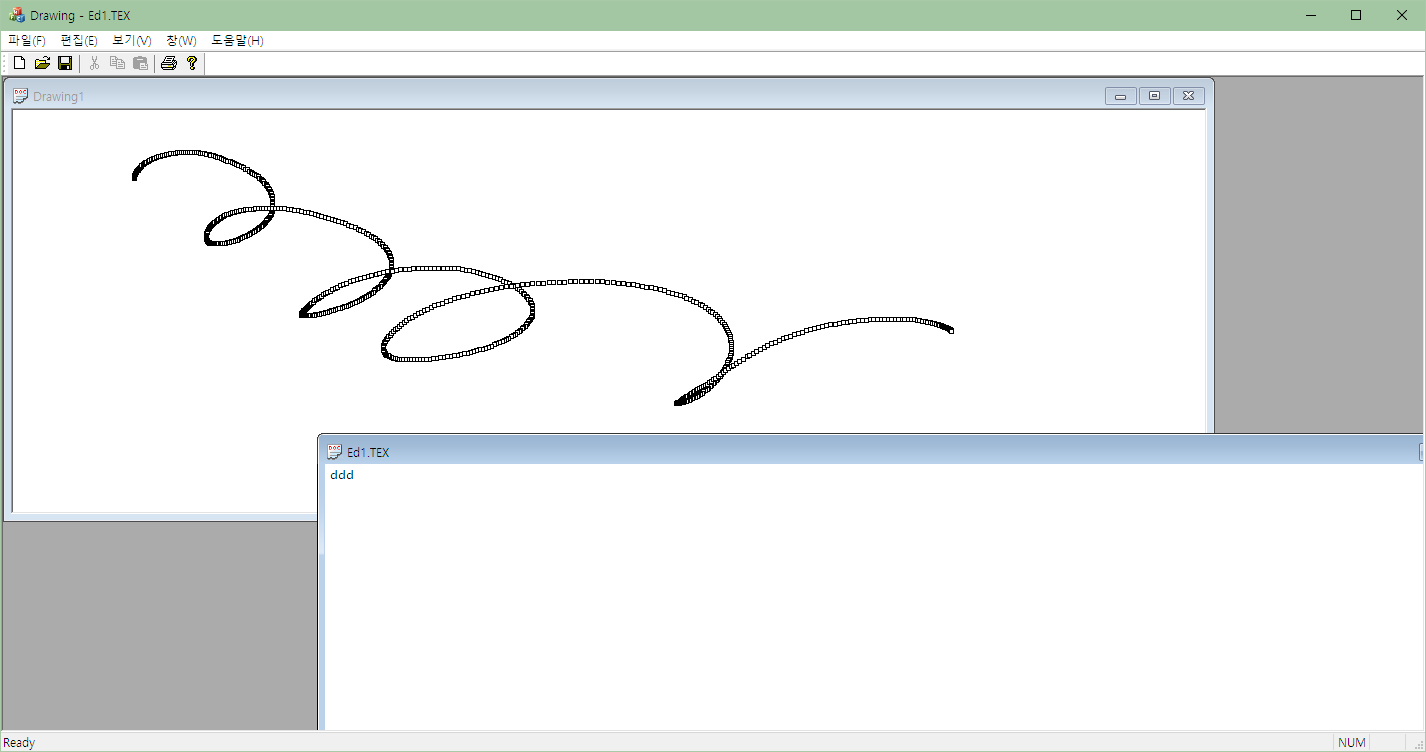 Drawing - Ed1.TEX
파일(F) 편집(E) 보기(V) 창(W) 도움말(H)
Drawing1
Ed1.TEX
ddd
Ready NUM